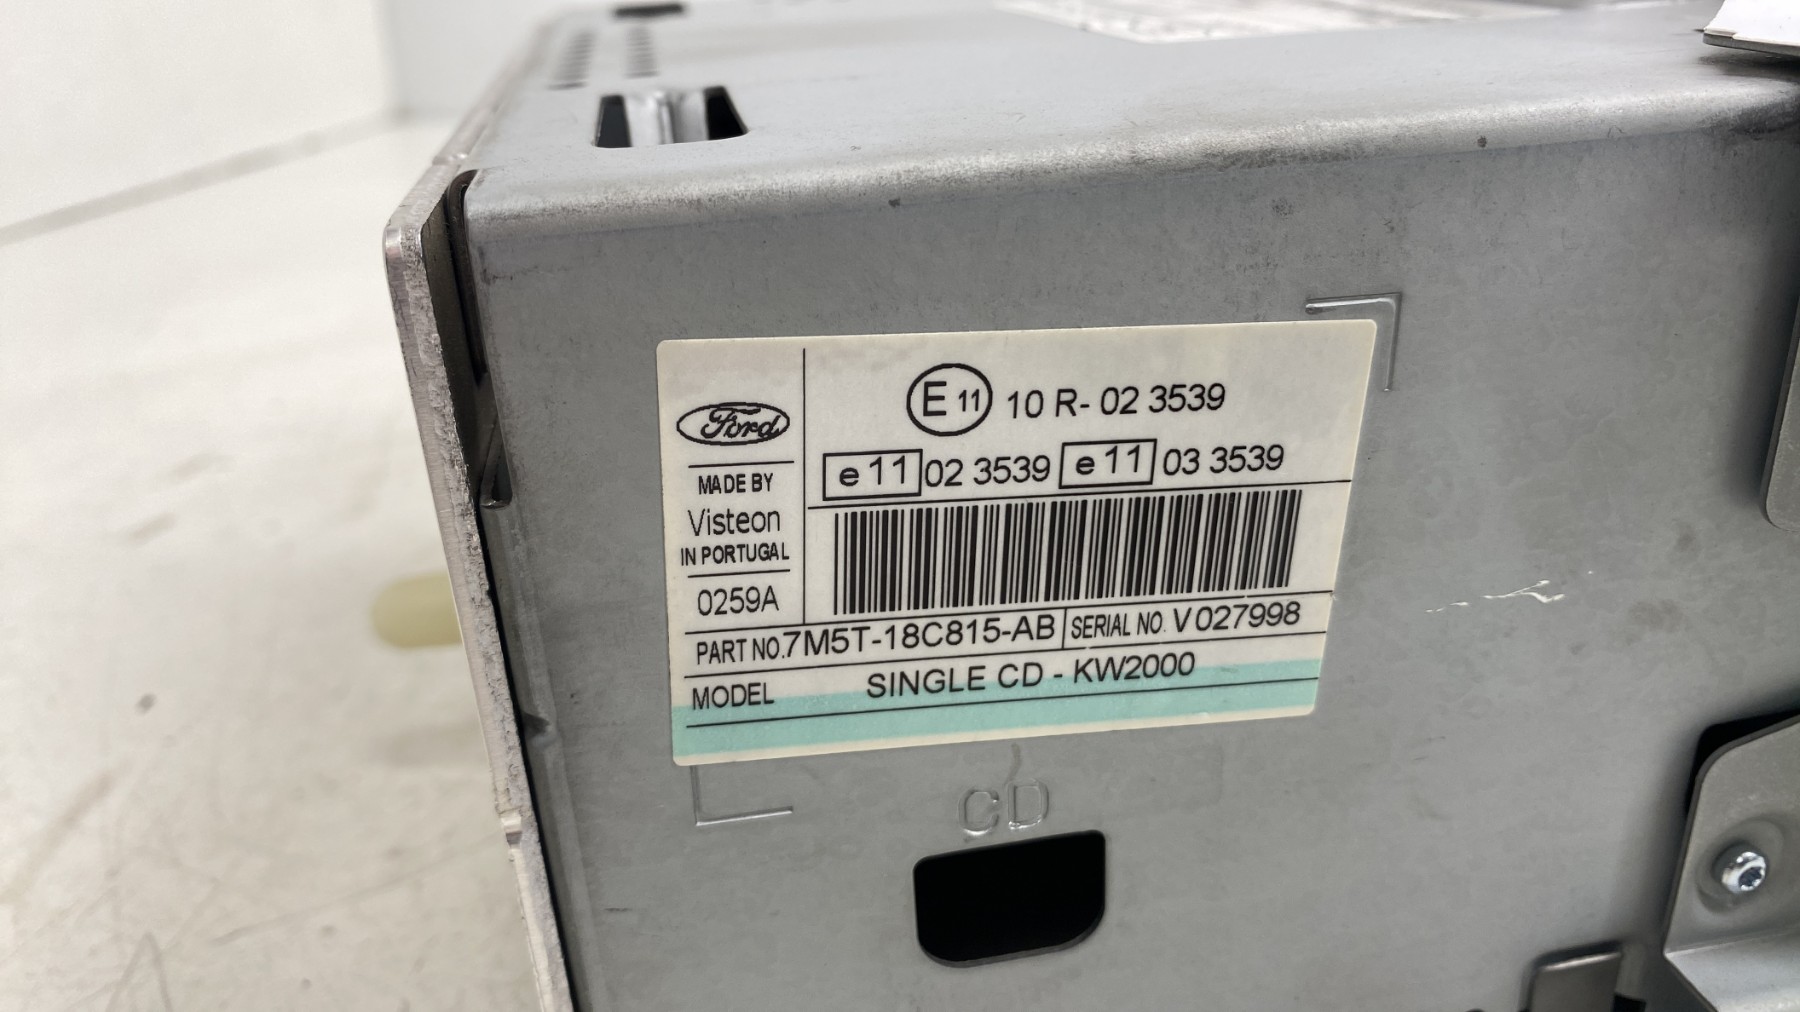 Ford
MADE BY
Visteon
IN PORTUGAL
0259A
E 11 10 R- 02 3539
e 11 02 3539 e 11 03 3539
PART NO. 7M5T-18C815-AB SERIAL NO. V 027998
MODEL SINGLE CD - KW2000
CD